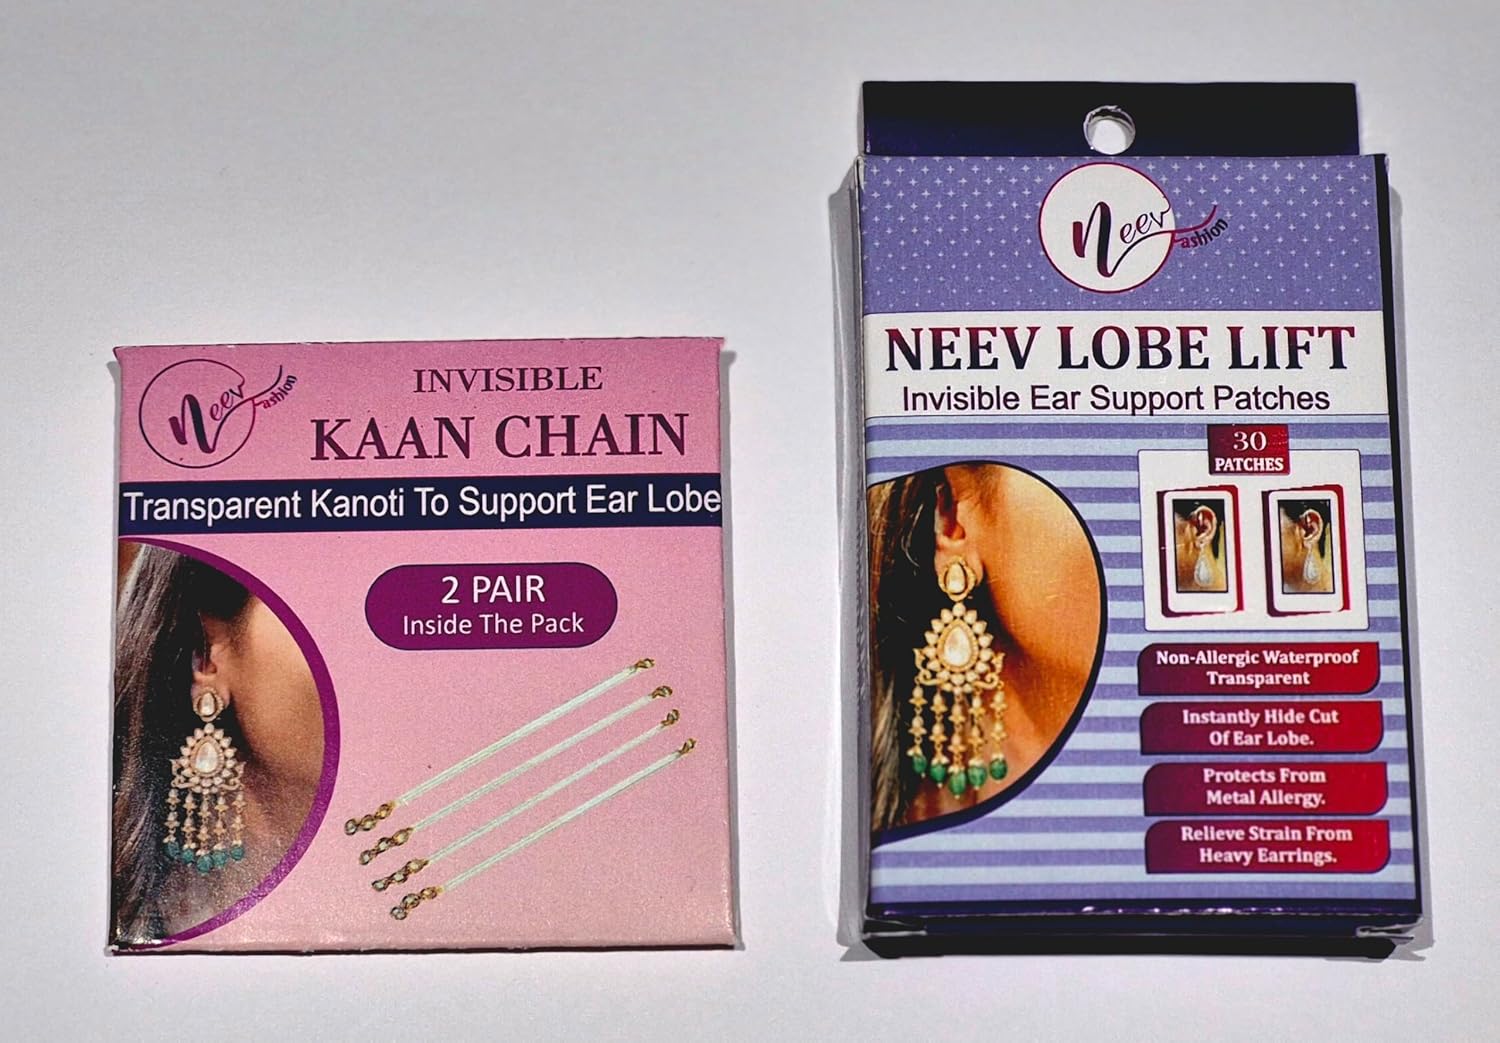 Neev
Fashion
INVISIBLE
KAAN CHAIN
Transparent Kanoti To Support Ear Lobe
2 PAIR
Inside The Pack
Neev
Fashion
NEEV LOBE LIFT
Invisible Ear Support Patches
30
PATCHES
Non-Allergic Waterproof
Transparent
Instantly Hide Cut
Of Ear Lobe.
Protects From
Metal Allergy.
Relieve Strain From
Heavy Earrings.